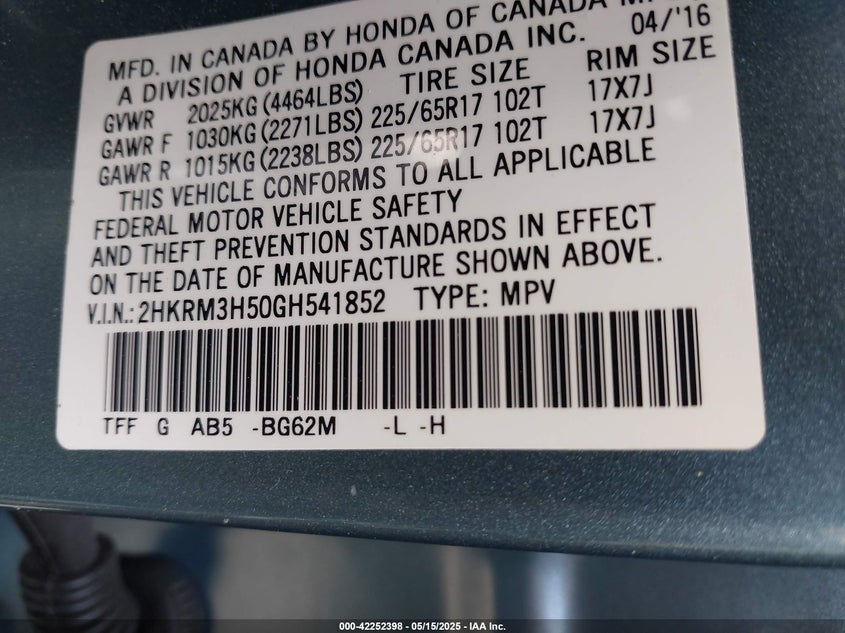 MFD. IN CANADA BY HONDA OF CANADA
A DIVISION OF HONDA CANADA INC. 04/'16
TIRE SIZE RIM SIZE
GVWR 2025KG(4464LBS)
GAWR F 1030KG(2271LBS) 225/65R17 102T 17X7J
GAWR R 1015KG(2238LBS) 225/65R17 102T 17X7J
THIS VEHICLE CONFORMS TO ALL APPLICABLE
FEDERAL MOTOR VEHICLE SAFETY
AND THEFT PREVENTION STANDARDS IN EFFECT
ON THE DATE OF MANUFACTURE SHOWN ABOVE.
V.I.N.: 2HKRM3H50GH541852 TYPE: MPV
TFF G AB5 -BG62M -L -H
000-42252398 - 05/15/2025 - IAA Inc.